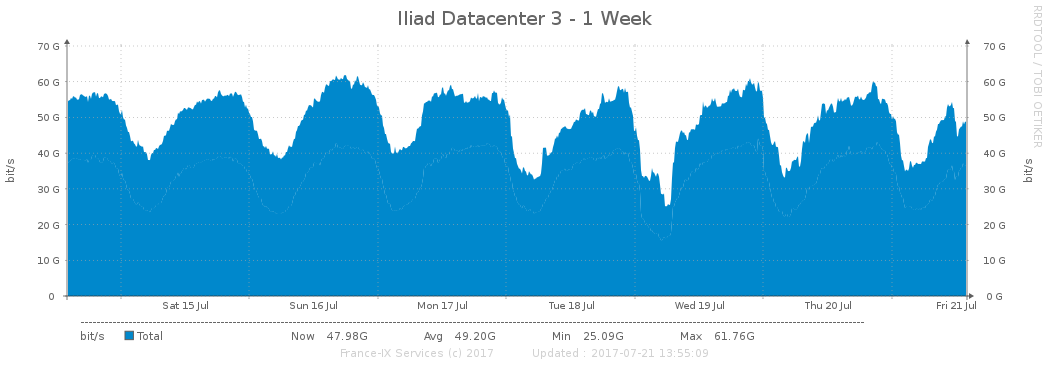 Iliad Datacenter 3 - 1 Week
RRDTOOL / TOBI OETIKER
70 G 70 G
60 G 60 G
50 G 50 G
40 G 40 G
30 G 30 G
20 G 20 G
10 G 10 G
0 0 G
bit/s bit/s
Sat 15 Jul Sun 16 Jul Mon 17 Jul Tue 18 Jul Wed 19 Jul Thu 20 Jul Fri 21 Jul
bit/s Total Now 47.98G Avg 49.20G Min 25.09G Max 61.76G
France-IX Services (c) 2017 Updated : 2017-07-21 13:55:09